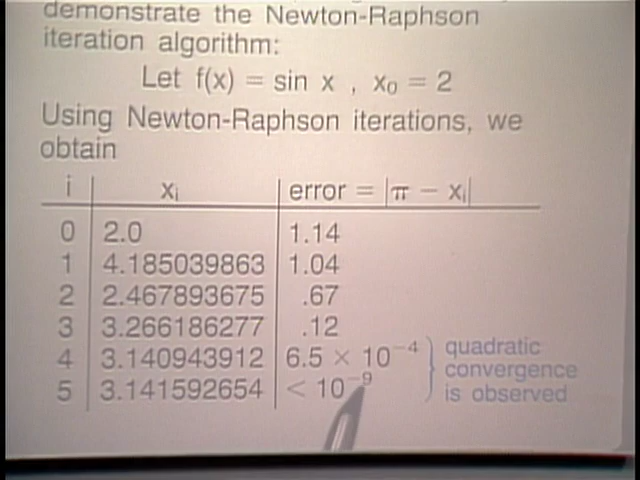 demonstrate the Newton-Raphson
iteration algorithm:
Let f(x) = sin x , x₀ = 2
Using Newton-Raphson iterations, we
obtain
i xᵢ error = |π − xᵢ|
0 2.0 1.14
1 4.185039863 1.04
2 2.467893675 .67
3 3.266186277 .12
4 3.140943912 6.5 × 10⁻⁴
5 3.141592654 < 10⁻⁹
quadratic
convergence
is observed